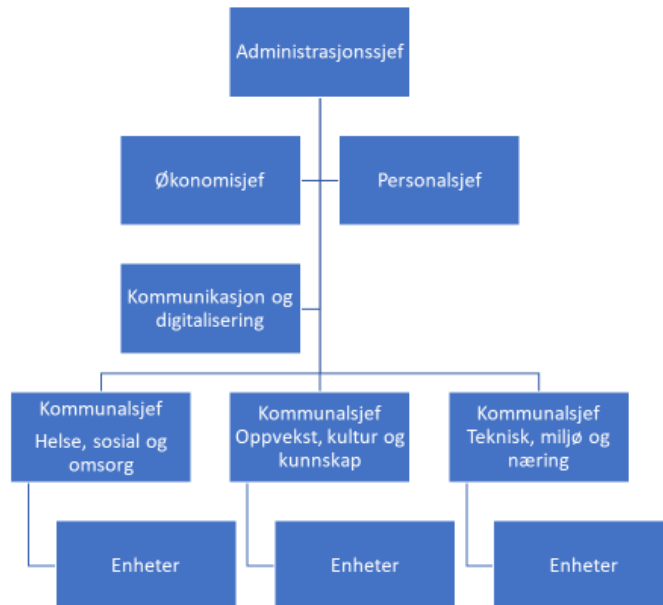 Administrasjonssjef
Økonomisjef
Personalsjef
Kommunikasjon og
digitalisering
Kommunalsjef
Helse, sosial og
omsorg
Kommunalsjef
Oppvekst, kultur og
kunnskap
Kommunalsjef
Teknisk, miljø og
næring
Enheter
Enheter
Enheter